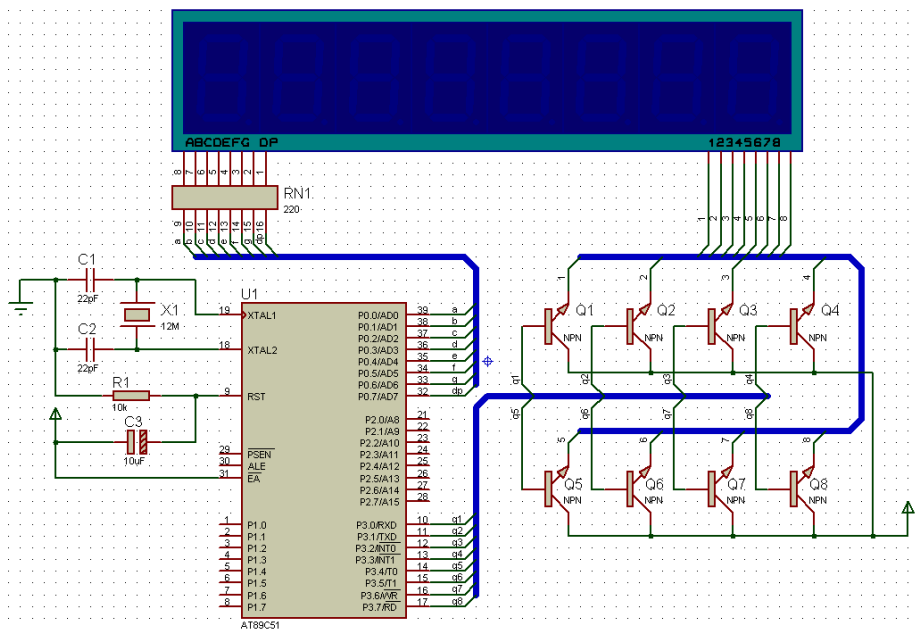 ABCDEFG DP
12345678
8 7 6 5 4 3 2 1
RN1
220
9 10 11 12 13 14 15 16
a b c d e f g dp
1 2 3 4 5 6 7 8
C1
22pF
X1
12M
C2
22pF
R1
10k
C3
10uF
U1
19 XTAL1
18 XTAL2
9 RST
29 PSEN
30 ALE
31 EA
1 P1.0
2 P1.1
3 P1.2
4 P1.3
5 P1.4
6 P1.5
7 P1.6
8 P1.7
P0.0/AD0 39 a
P0.1/AD1 38 b
P0.2/AD2 37 c
P0.3/AD3 36 d
P0.4/AD4 35 e
P0.5/AD5 34 f
P0.6/AD6 33 g
P0.7/AD7 32 dp
P2.0/A8 21
P2.1/A9 22
P2.2/A10 23
P2.3/A11 24
P2.4/A12 25
P2.5/A13 26
P2.6/A14 27
P2.7/A15 28
P3.0/RXD 10 q1
P3.1/TXD 11 q2
P3.2/INT0 12 q3
P3.3/INT1 13 q4
P3.4/T0 14 q5
P3.5/T1 15 q6
P3.6/WR 16 q7
P3.7/RD 17 q8
AT89C51
1 2 3 4
Q1 Q2 Q3 Q4
NPN NPN NPN NPN
q1 q2 q3 q4
q5 q6 q7 q8
5 6 7 8
Q5 Q6 Q7 Q8
NPN NPN NPN NPN